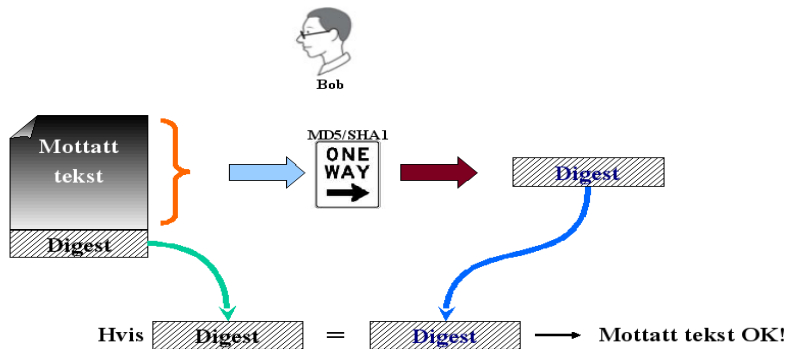 Bob
MD5/SHA1
Mottatt
tekst
ONE
WAY
Digest
Digest
Hvis Digest = Digest Mottatt tekst OK!